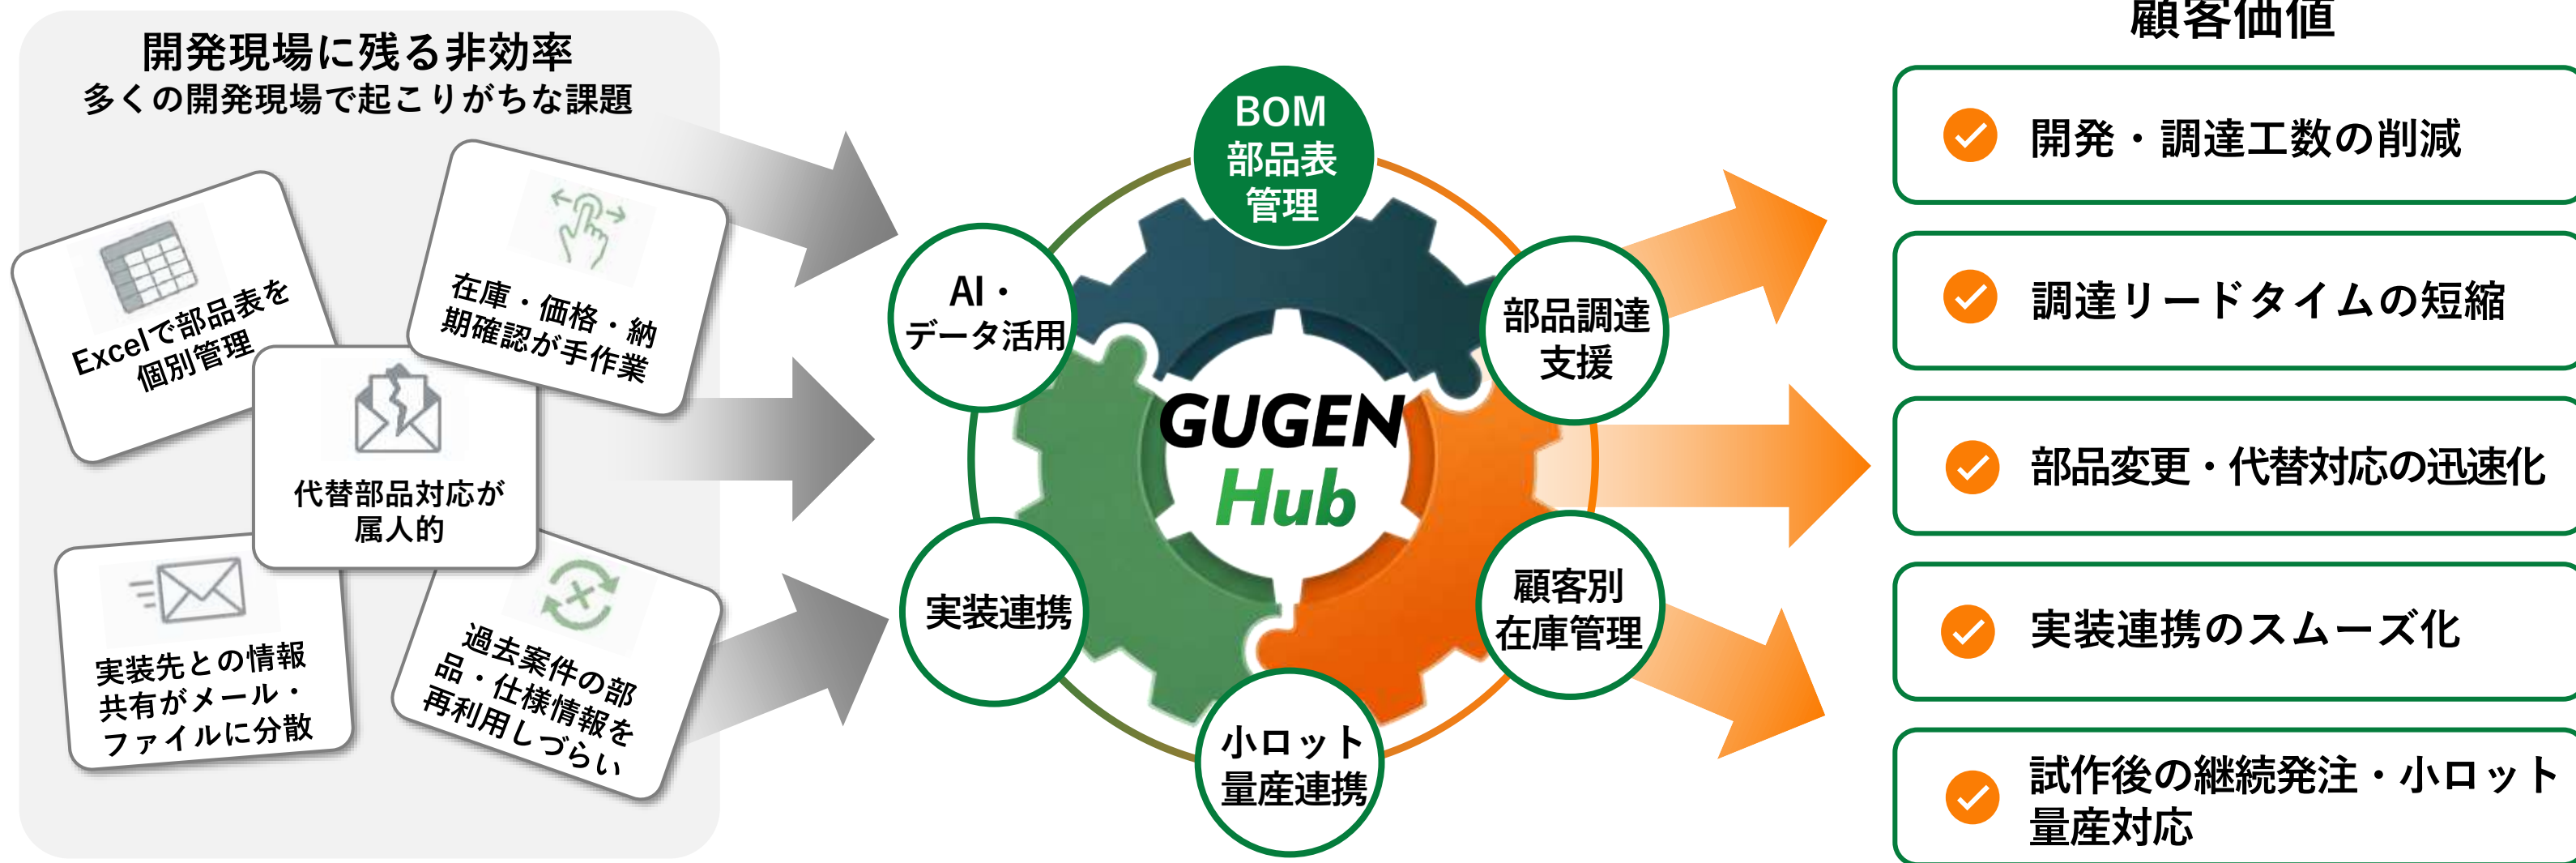 開発現場に残る非効率
多くの開発現場で起こりがちな課題
Excelで部品表を
個別管理
在庫・価格・納
期確認が手作業
代替部品対応が
属人的
実装先との情報
共有がメール・
ファイルに分散
過去案件の部
品・仕様情報を
再利用しづらい
BOM
部品表
管理
AI・
データ活用
部品調達
支援
GUGEN
Hub
実装連携
顧客別
在庫管理
小ロット
量産連携
顧客価値
開発・調達工数の削減
調達リードタイムの短縮
部品変更・代替対応の迅速化
実装連携のスムーズ化
試作後の継続発注・小ロット
量産対応